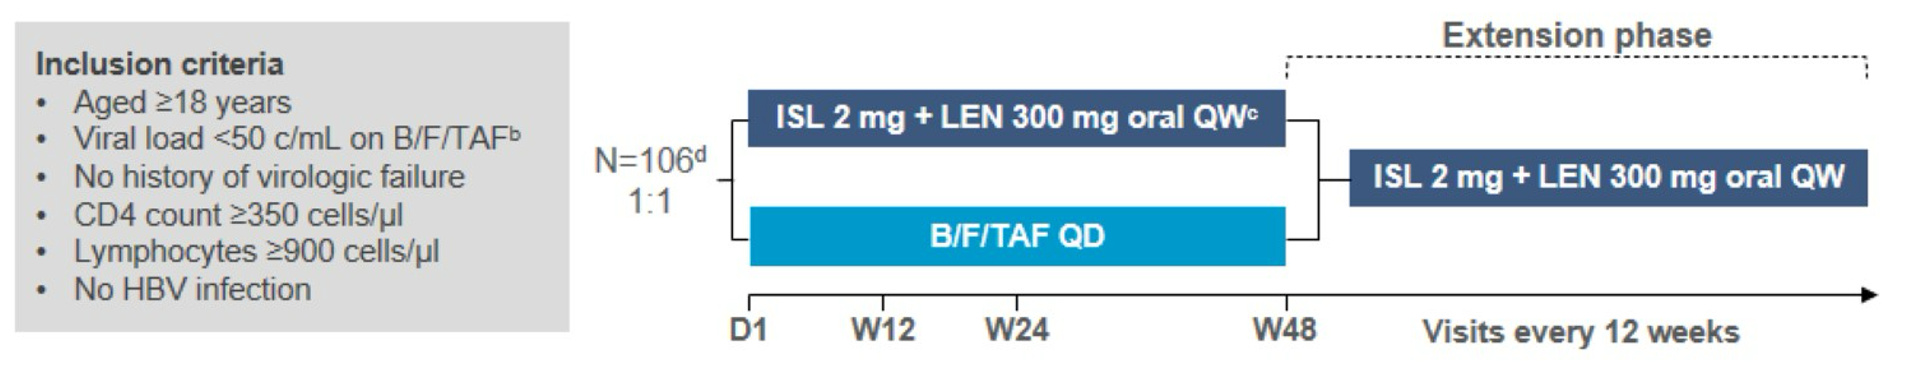 Inclusion criteria
• Aged ≥18 years
• Viral load <50 c/mL on B/F/TAFᵇ
• No history of virologic failure
• CD4 count ≥350 cells/µl
• Lymphocytes ≥900 cells/µl
• No HBV infection
N=106ᵈ
1:1
Extension phase
ISL 2 mg + LEN 300 mg oral QWᶜ
ISL 2 mg + LEN 300 mg oral QW
B/F/TAF QD
D1 W12 W24 W48 Visits every 12 weeks